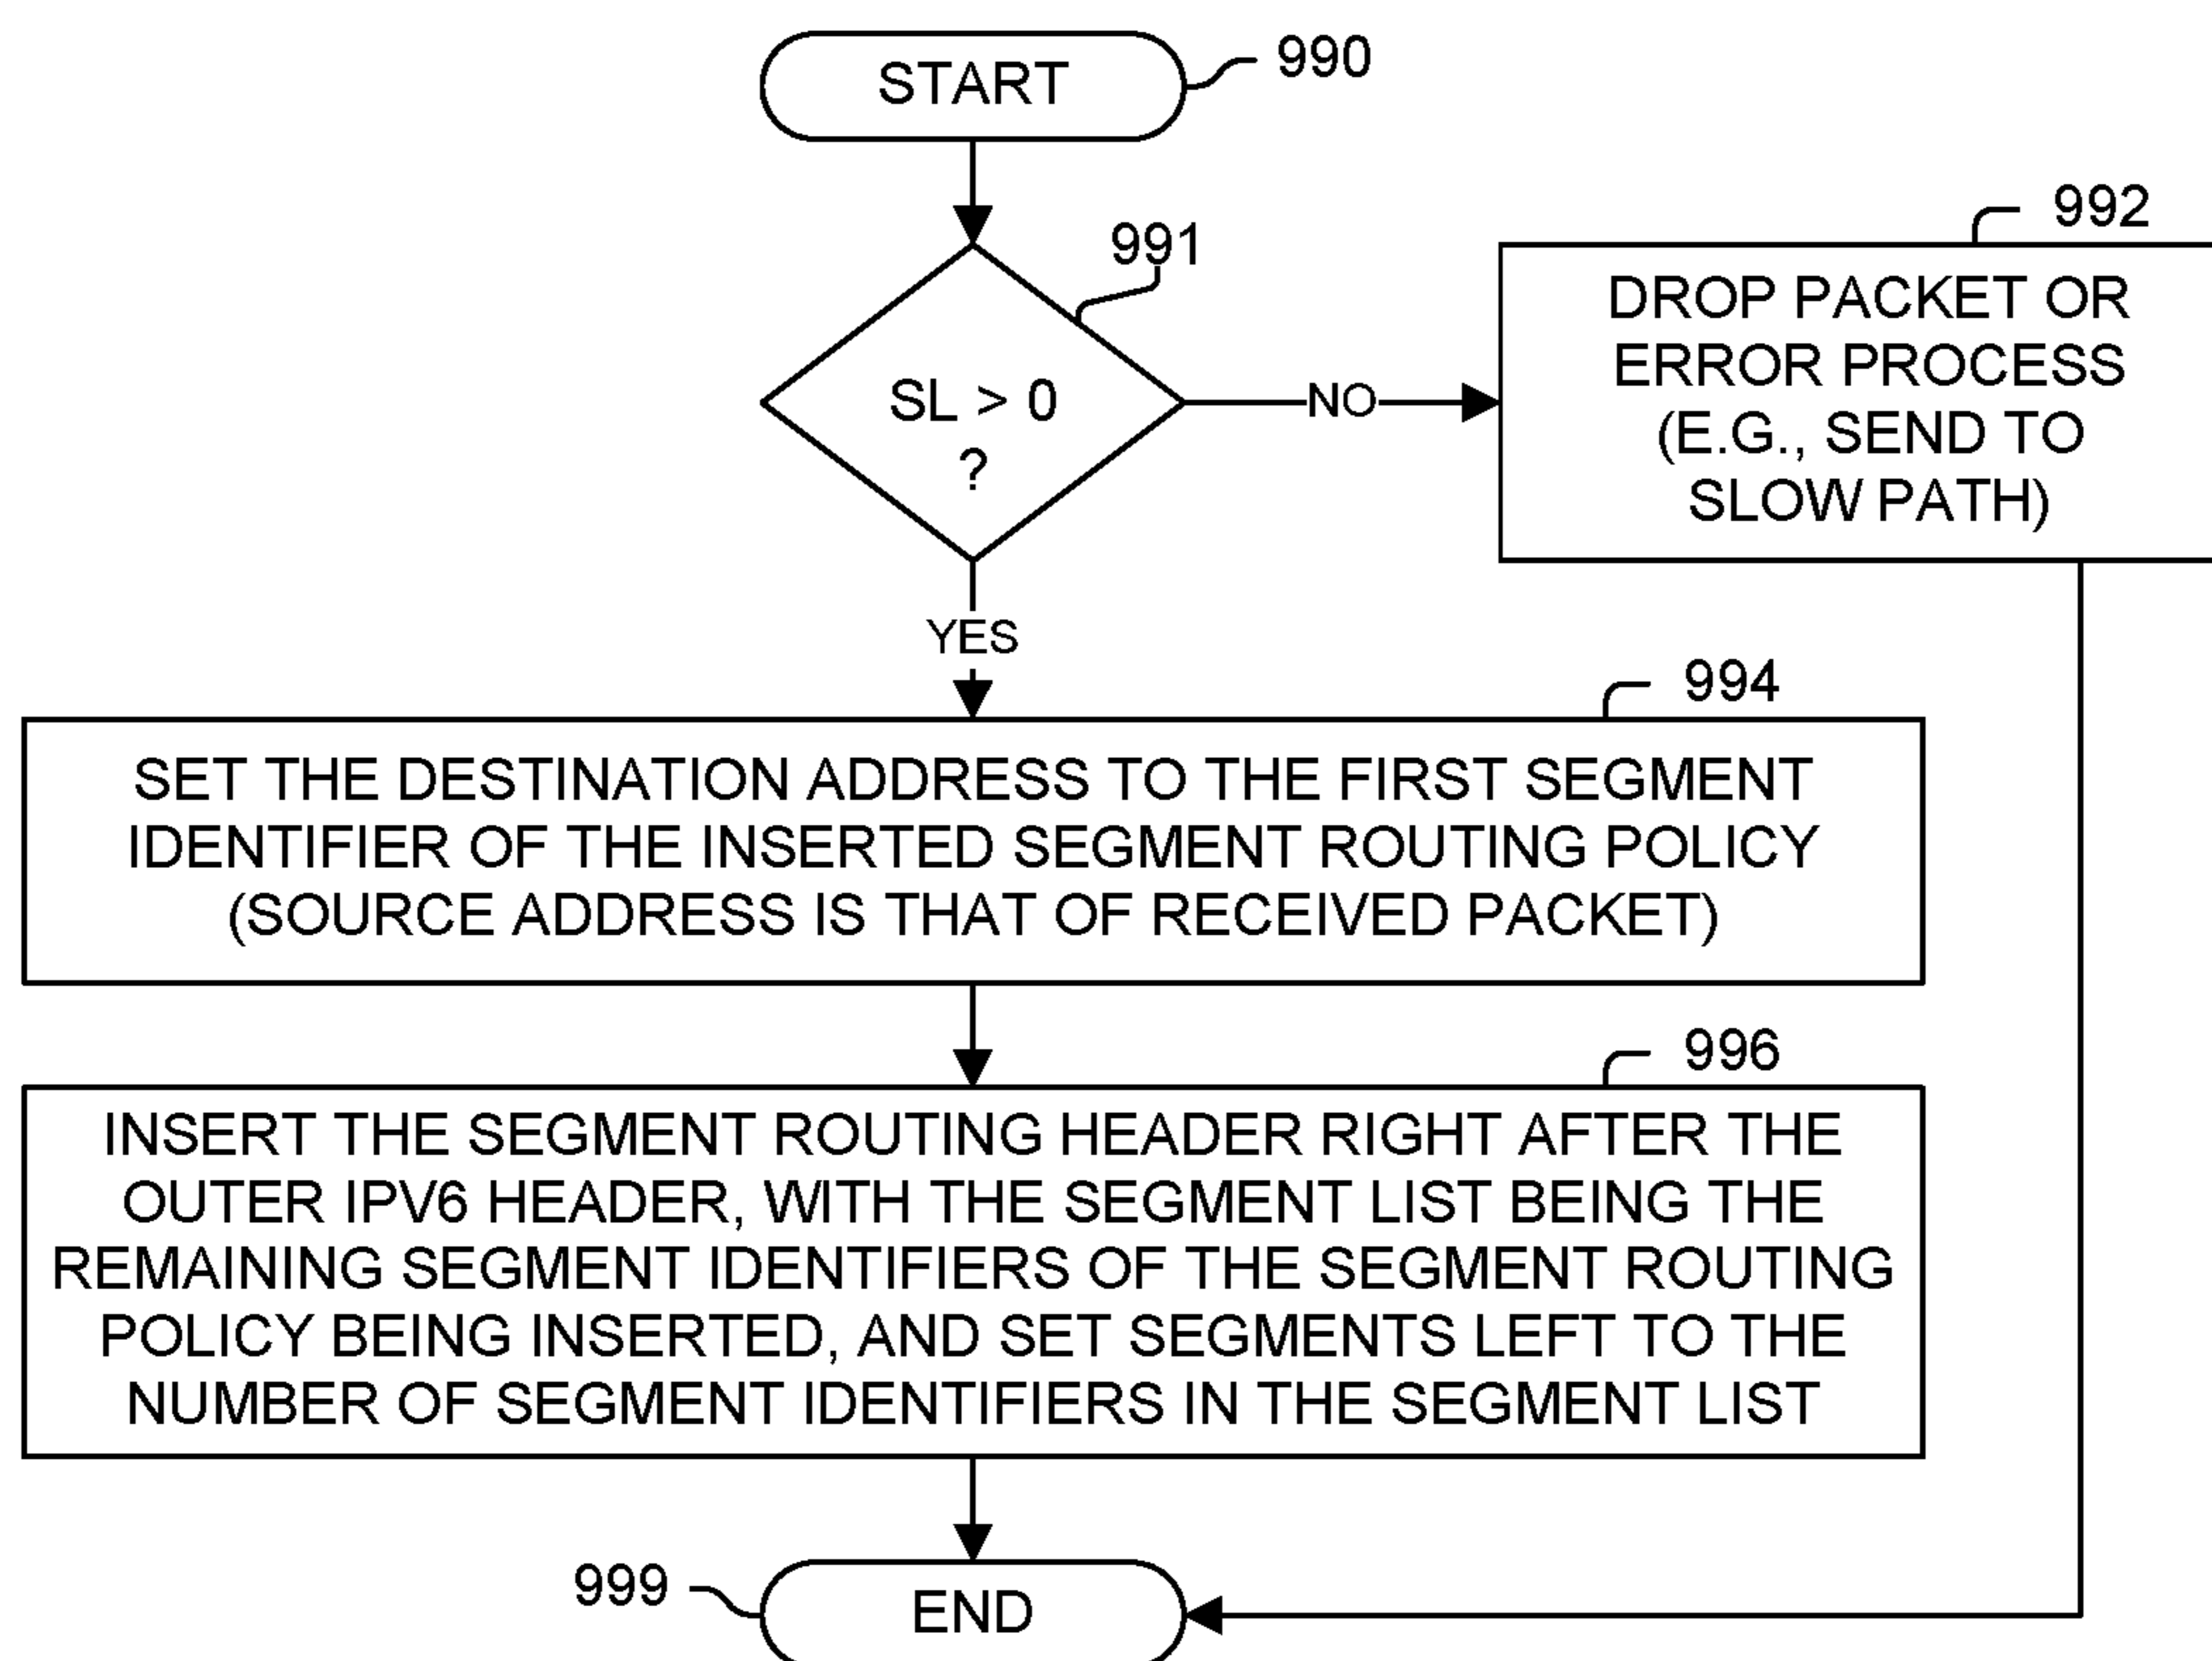 START
990
991
SL > 0
?
NO
992
DROP PACKET OR
ERROR PROCESS
(E.G., SEND TO
SLOW PATH)
YES
994
SET THE DESTINATION ADDRESS TO THE FIRST SEGMENT
IDENTIFIER OF THE INSERTED SEGMENT ROUTING POLICY
(SOURCE ADDRESS IS THAT OF RECEIVED PACKET)
996
INSERT THE SEGMENT ROUTING HEADER RIGHT AFTER THE
OUTER IPV6 HEADER, WITH THE SEGMENT LIST BEING THE
REMAINING SEGMENT IDENTIFIERS OF THE SEGMENT ROUTING
POLICY BEING INSERTED, AND SET SEGMENTS LEFT TO THE
NUMBER OF SEGMENT IDENTIFIERS IN THE SEGMENT LIST
999
END